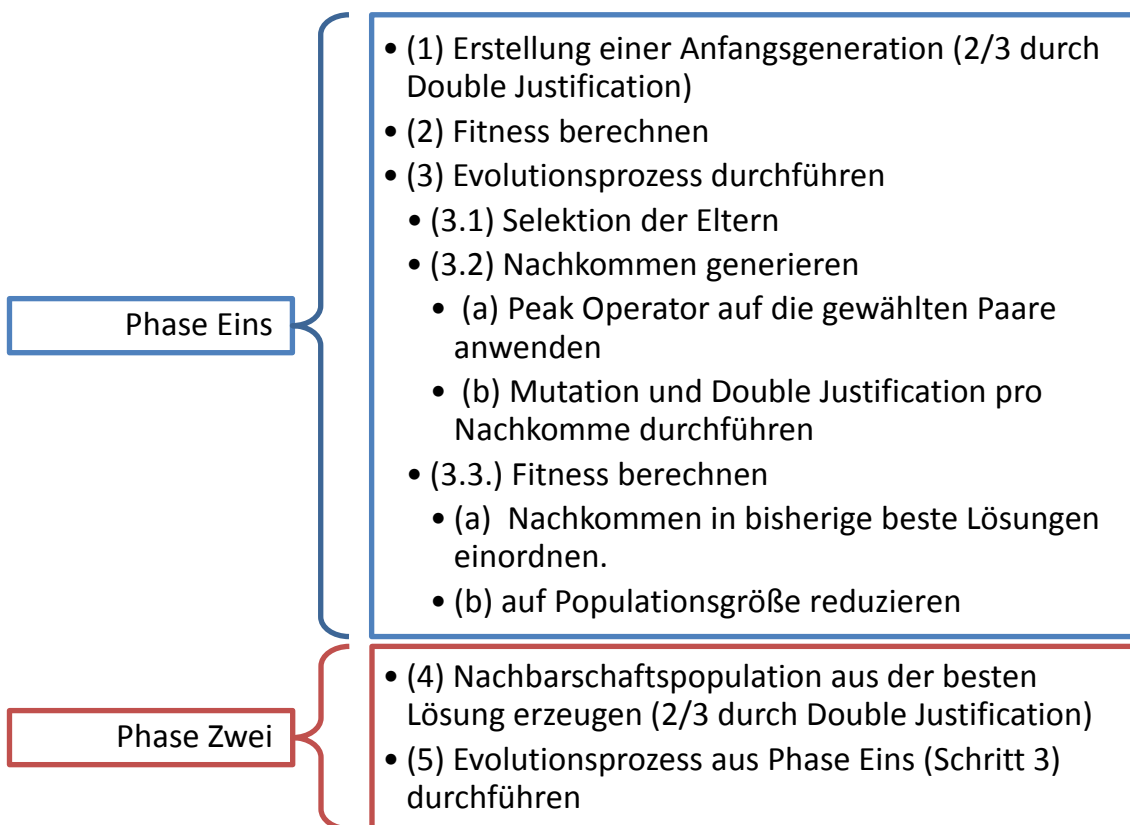 • (1) Erstellung einer Anfangsgeneration (2/3 durch
Double Justification)
• (2) Fitness berechnen
• (3) Evolutionsprozess durchführen
• (3.1) Selektion der Eltern
• (3.2) Nachkommen generieren
• (a) Peak Operator auf die gewählten Paare
anwenden
• (b) Mutation und Double Justification pro
Nachkomme durchführen
• (3.3.) Fitness berechnen
• (a) Nachkommen in bisherige beste Lösungen
einordnen.
• (b) auf Populationsgröße reduzieren
Phase Eins
• (4) Nachbarschaftspopulation aus der besten
Lösung erzeugen (2/3 durch Double Justification)
• (5) Evolutionsprozess aus Phase Eins (Schritt 3)
durchführen
Phase Zwei